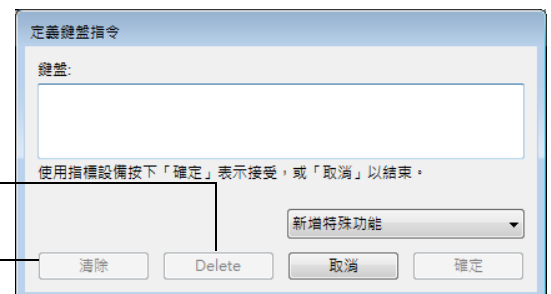 定義鍵盤指令
鍵盤:
使用指標設備按下「確定」表示接受，或「取消」以結束。
新增特殊功能
清除 Delete 取消 確定